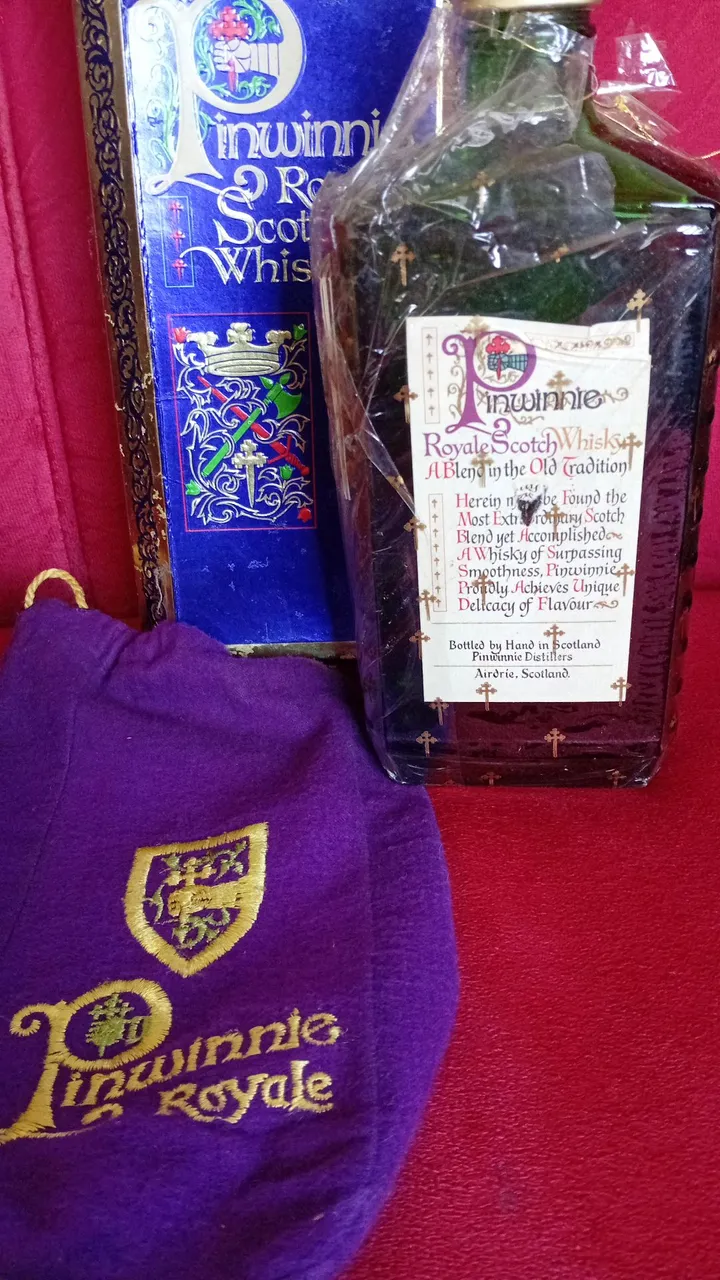 Pinwinni
Scot
Whis
Pinwinnie
Royale Scotch Whisky
A Blend in the Old Tradition
Herein may be Found the
Most Extraordinary Scotch
Blend yet Accomplished
A Whisky of Surpassing
Smoothness, Pinwinnie
Proudly Achieves Unique
Delicacy of Flavour
Bottled by Hand in Scotland
Pinwinnie Distillers
Airdrie, Scotland.
Pinwinnie
Royale